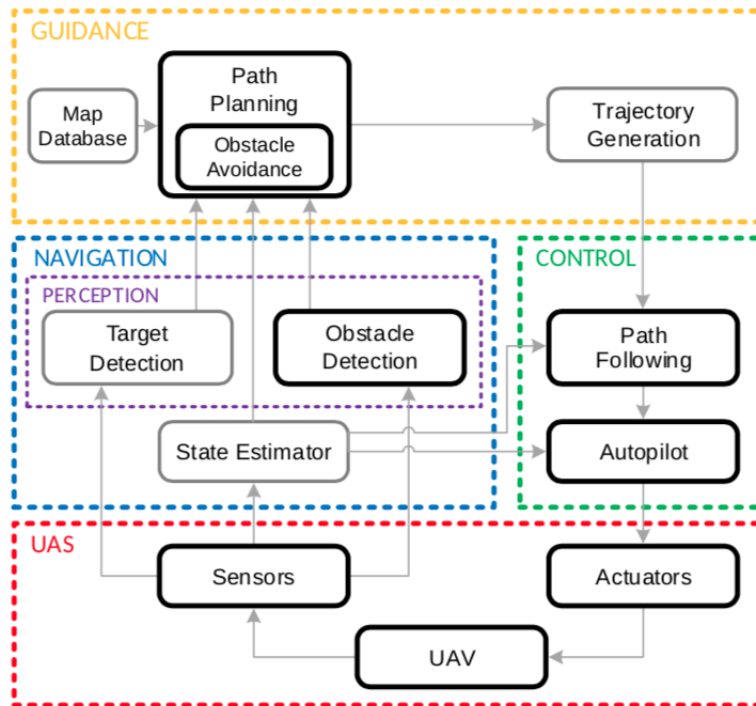 GUIDANCE
Path
Planning
Map
Database
Obstacle
Avoidance
Trajectory
Generation
NAVIGATION
CONTROL
PERCEPTION
Target
Detection
Obstacle
Detection
Path
Following
State Estimator
Autopilot
UAS
Sensors
Actuators
UAV